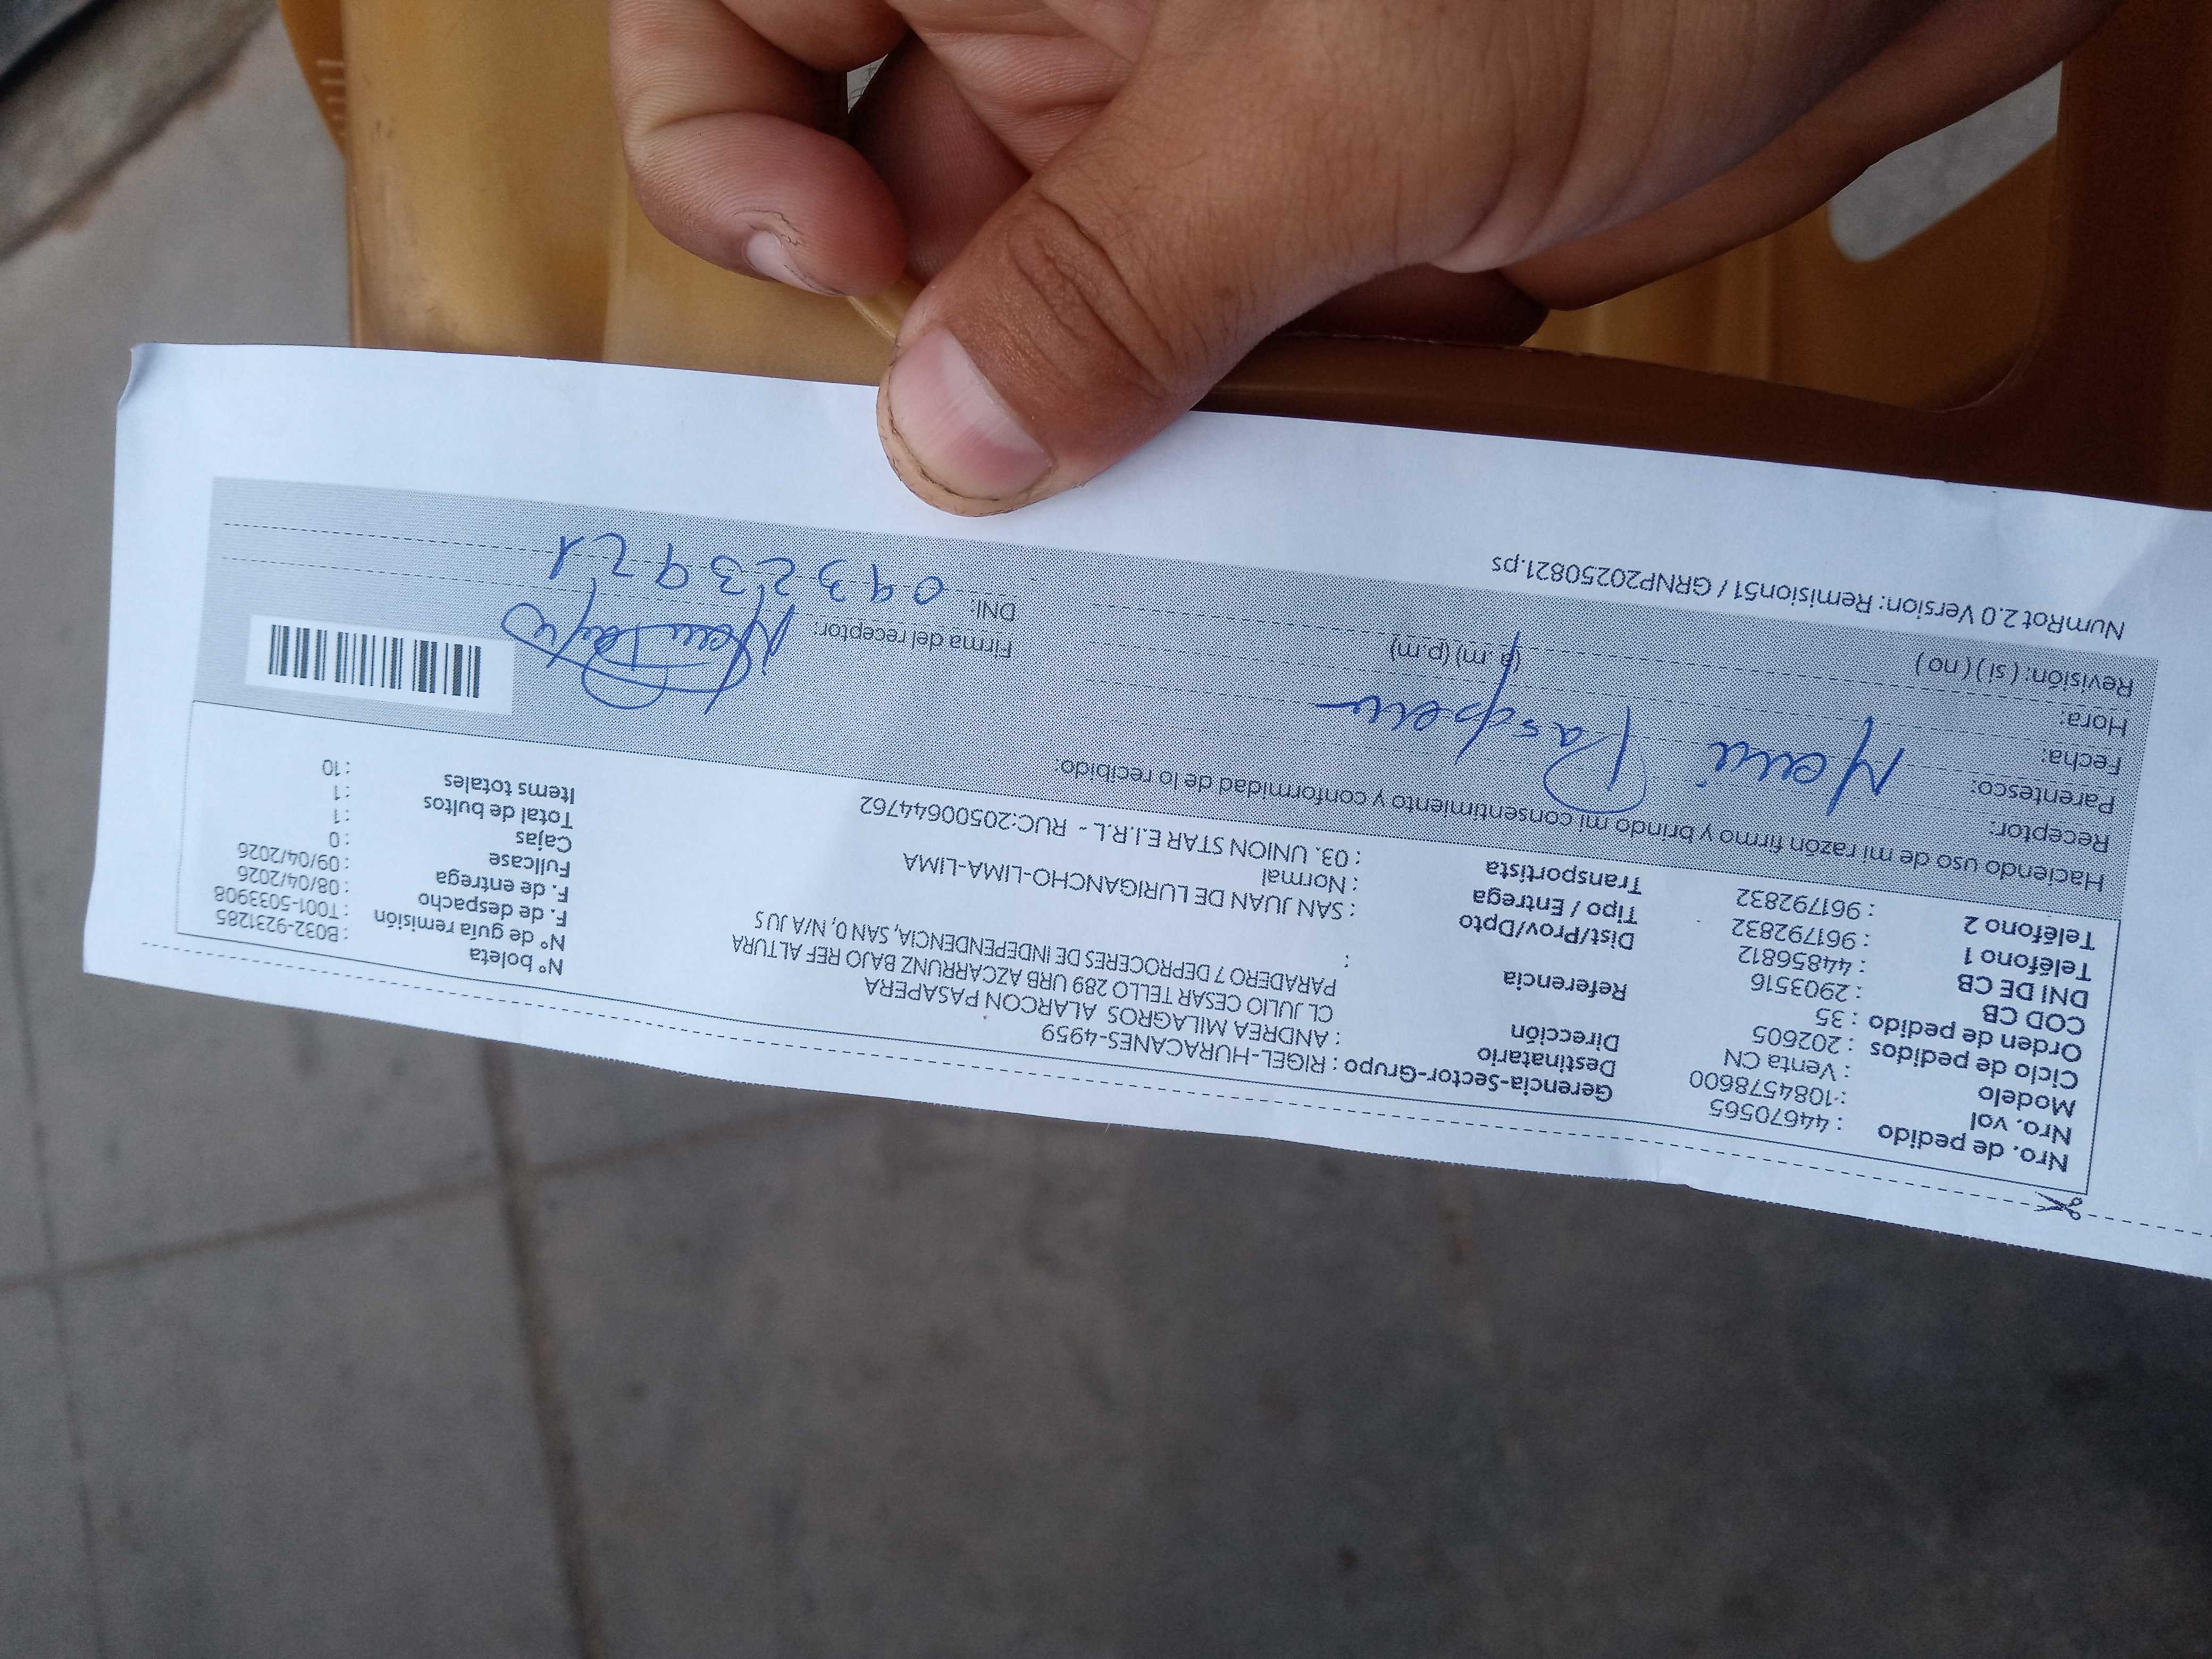 Nro. de pedido : 44670565
Nro. vol : 1084578600
Modelo : Venta CN
Ciclo de pedidos : 202605
Orden de pedido : 35
COD CB : 2903516
DNI DE CB : 44856812
Teléfono 1 : 961792832
Teléfono 2 : 961792832
Gerencia-Sector-Grupo : RIGEL-HURACANES-4959
Destinatario : ANDREA MILAGROS ALARCON PASAPERA
Dirección CL JULIO CESAR TELLO 289 URB AZCARRUNZ BAJO REF ALTURA
PARADERO 7 DEPROCERES DE INDEPENDENCIA, SAN 0, N/A JU S
Referencia :
Dist/Prov/Dpto : SAN JUAN DE LURIGANCHO-LIMA-LIMA
Tipo / Entrega : Normal
Transportista : 03. UNION STAR E.I.R.L - RUC:20500644762
N° boleta : B032-9231285
N° de guía remisión : T001-5033908
F. de despacho : 08/04/2026
F. de entrega : 09/04/2026
Fullcase : 0
Cajas : 1
Total de bultos : 1
Items totales : 10
Haciendo uso de mi razón firmo y brindo mi consentimiento y conformidad de lo recibido:
Receptor:
Parentesco:
Fecha:
Hora: (a.m) (p.m)
Revisión: ( si ) ( no )
Firma del receptor:
DNI: 09323921
NumRot 2.0 Version: Remision51 / GRNP20250821.ps